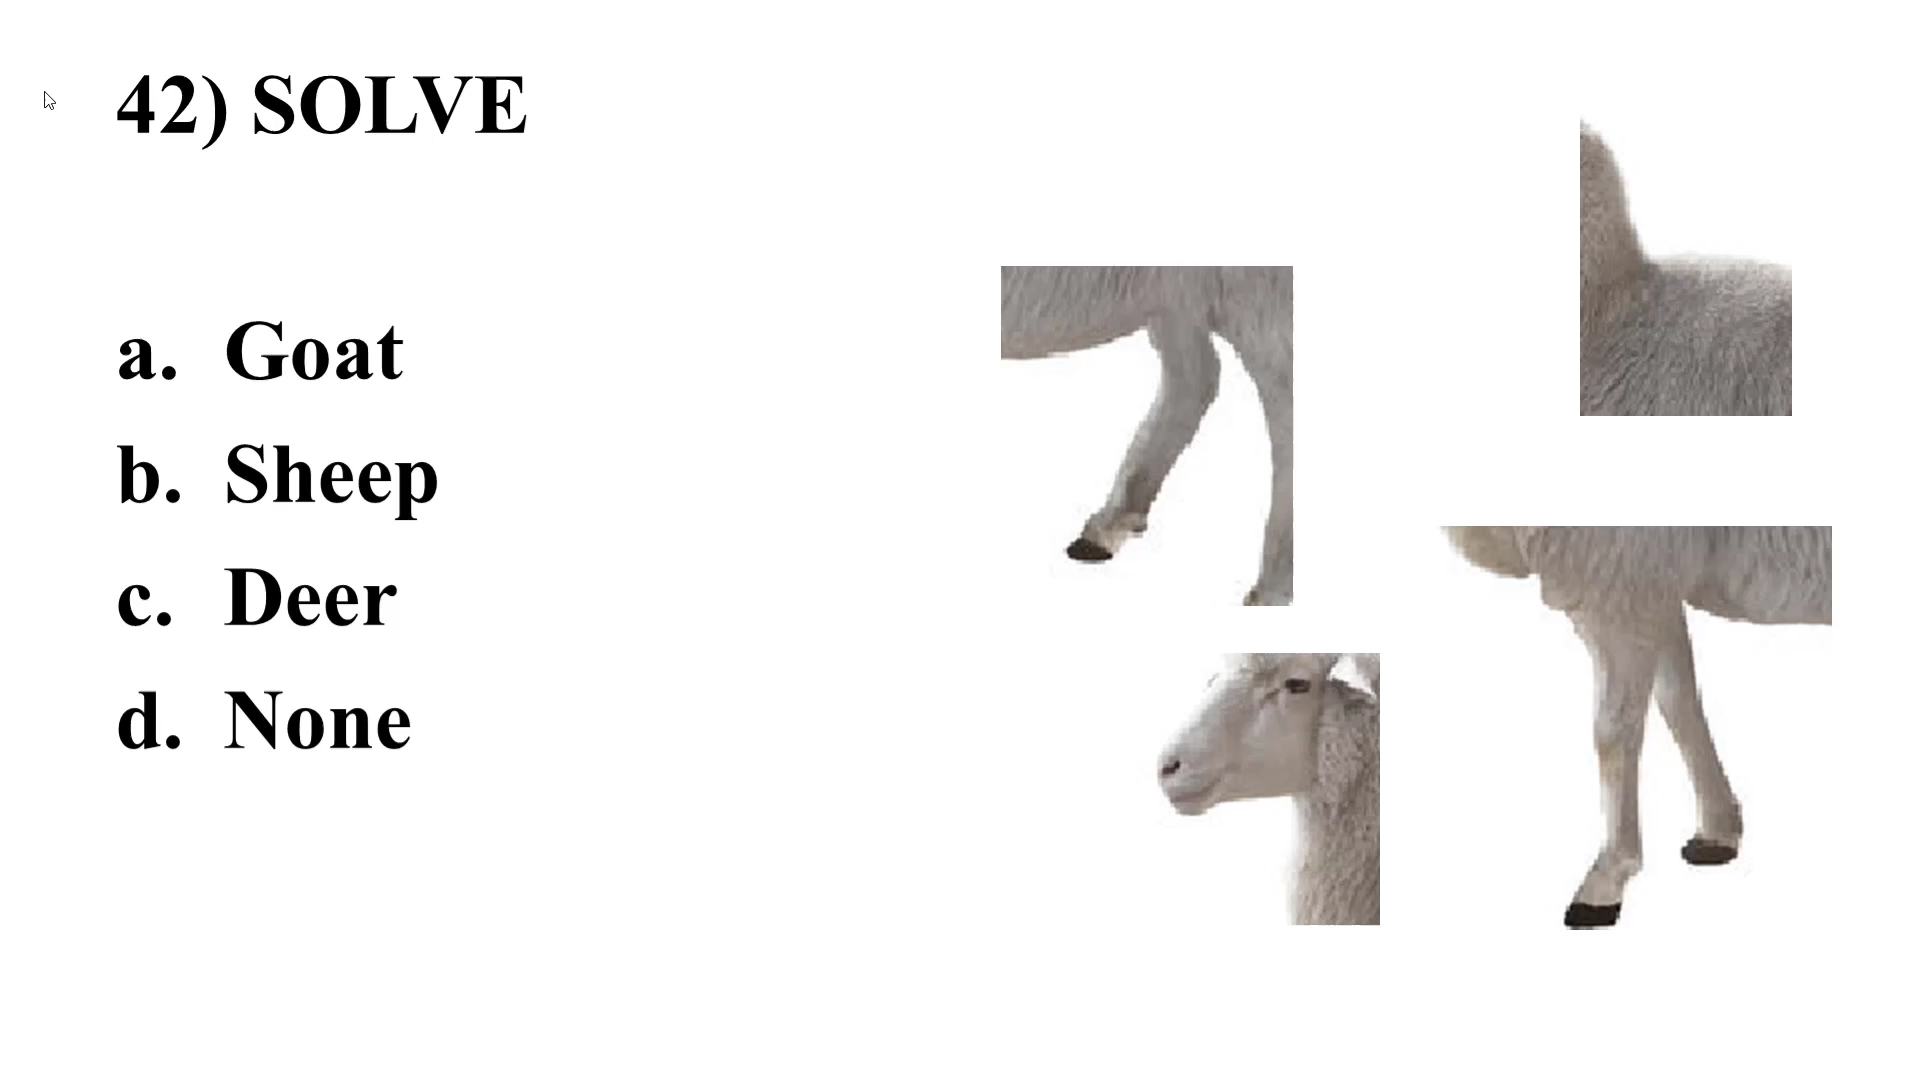 42) SOLVE
a. Goat
b. Sheep
c. Deer
d. None